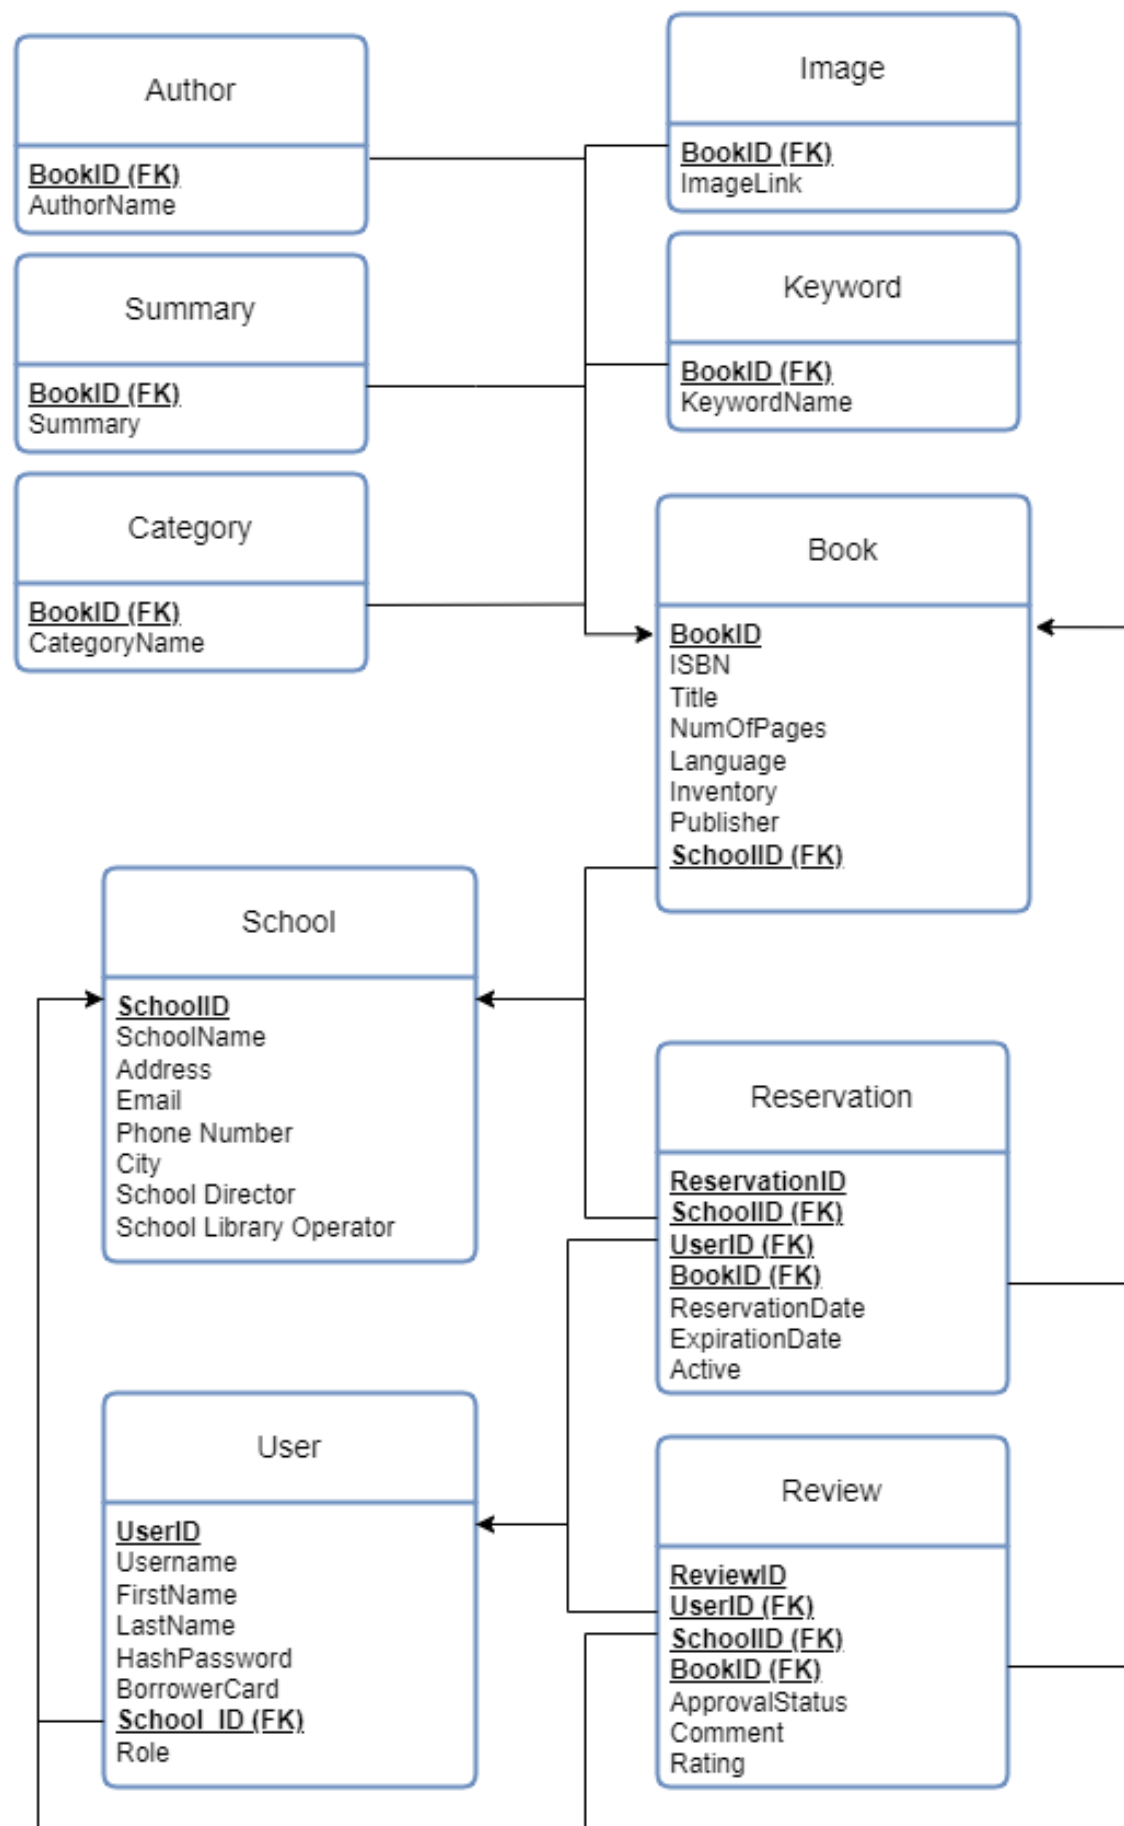 Author
BookID (FK)
AuthorName
Image
BookID (FK)
ImageLink
Summary
BookID (FK)
Summary
Keyword
BookID (FK)
KeywordName
Category
BookID (FK)
CategoryName
Book
BookID
ISBN
Title
NumOfPages
Language
Inventory
Publisher
SchoolID (FK)
School
SchoolID
SchoolName
Address
Email
Phone Number
City
School Director
School Library Operator
Reservation
ReservationID
SchoolID (FK)
UserID (FK)
BookID (FK)
ReservationDate
ExpirationDate
Active
User
UserID
Username
FirstName
LastName
HashPassword
BorrowerCard
School_ID (FK)
Role
Review
ReviewID
UserID (FK)
SchoolID (FK)
BookID (FK)
ApprovalStatus
Comment
Rating